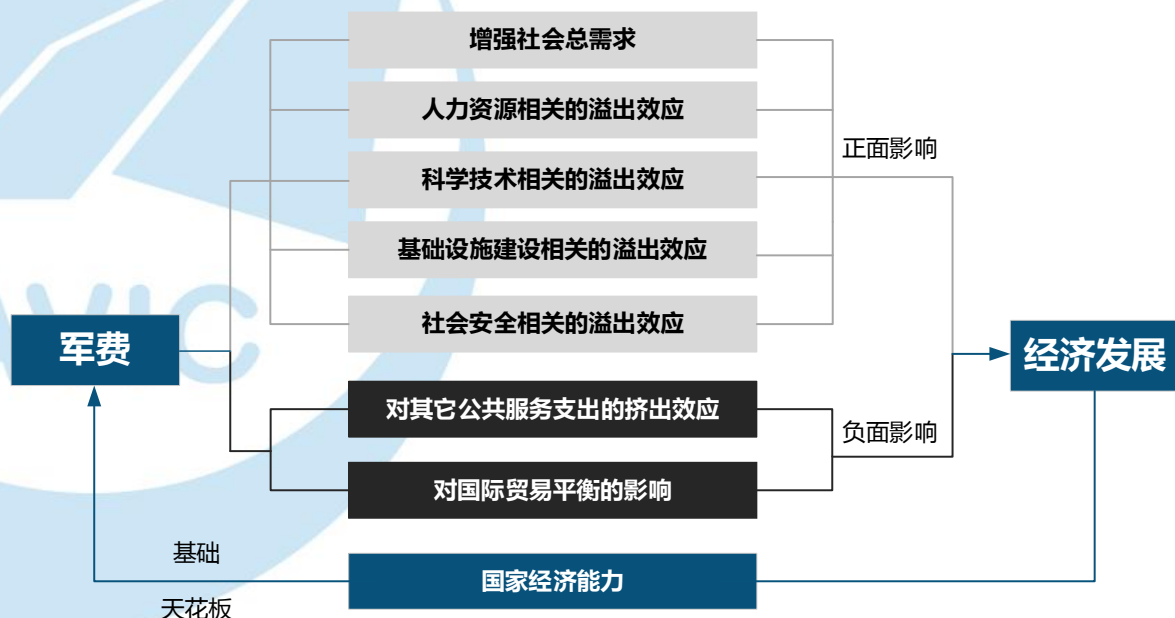 增强社会总需求
人力资源相关的溢出效应
正面影响
科学技术相关的溢出效应
基础设施建设相关的溢出效应
AVIC
社会安全相关的溢出效应
军费
经济发展
对其它公共服务支出的挤出效应
负面影响
对国际贸易平衡的影响
基础
国家经济能力
天花板